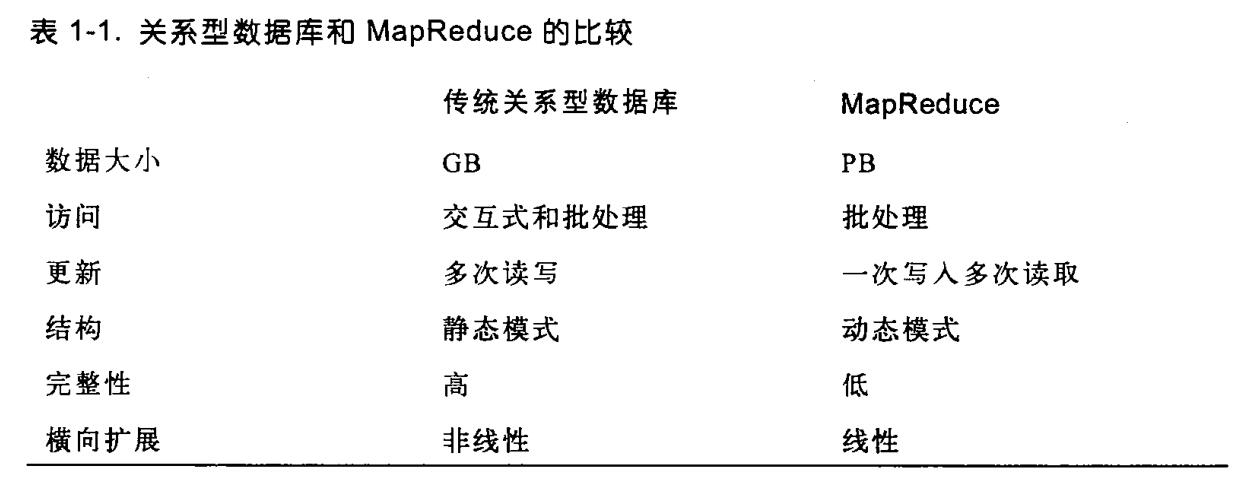 表 1-1. 关系型数据库和 MapReduce 的比较
传统关系型数据库 MapReduce
数据大小 GB PB
访问 交互式和批处理 批处理
更新 多次读写 一次写入多次读取
结构 静态模式 动态模式
完整性 高 低
横向扩展 非线性 线性